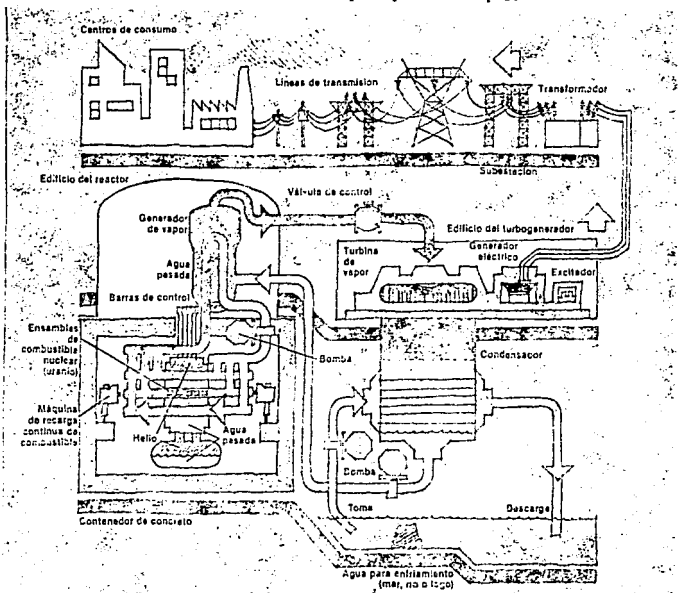 Centros de consumo
Líneas de transmisión
Transformador
Subestación
Edificio del reactor
Válvula de control
Generador
de vapor
Edificio del turbogenerador
Generador
eléctrico
Turbina
de
vapor
Excitador
Agua
pesada
Barras de control
Ensambles
de
combustible
nuclear
(uranio)
Bomba
Condensador
Máquina
de recarga
continua de
combustible
Helio
Agua
pasada
Bomba
Toma
Descarga
Contenedor de concreto
Agua para enfriamiento
(mar, río o lago)